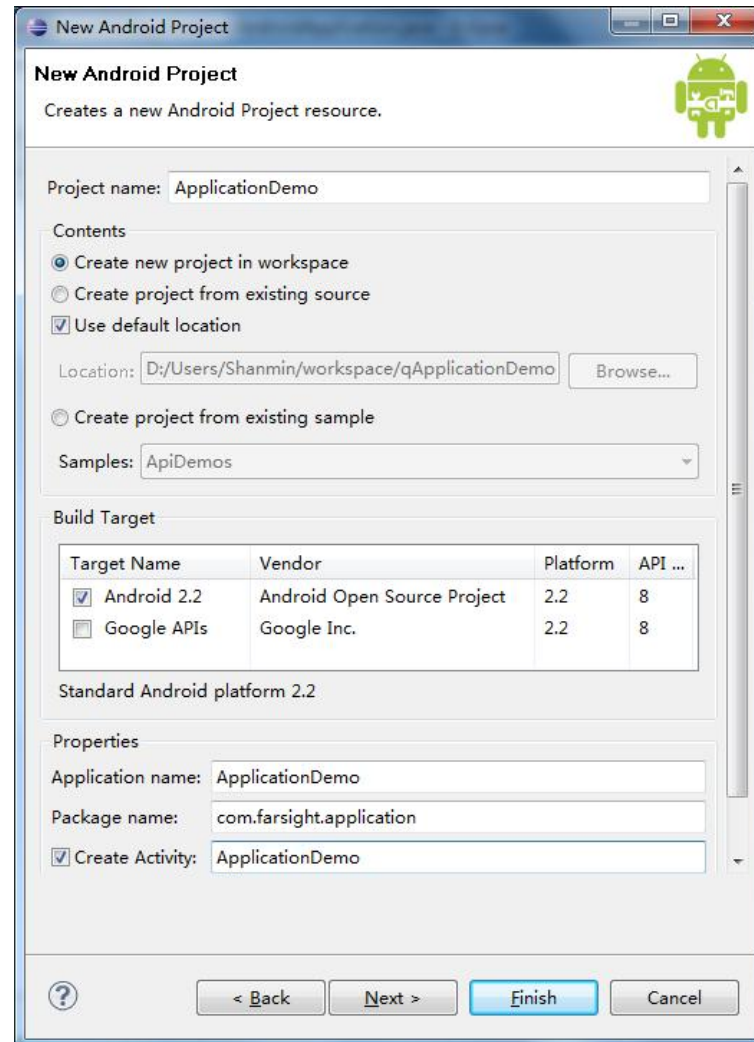 New Android Project
New Android Project
Creates a new Android Project resource.
Project name: ApplicationDemo
Contents
Create new project in workspace
Create project from existing source
Use default location
Location: D:/Users/Shanmin/workspace/qApplicationDemo Browse...
Create project from existing sample
Samples: ApiDemos
Build Target
Target Name Vendor Platform API ...
Android 2.2 Android Open Source Project 2.2 8
Google APIs Google Inc. 2.2 8
Standard Android platform 2.2
Properties
Application name: ApplicationDemo
Package name: com.farsight.application
Create Activity: ApplicationDemo
? < Back Next > Finish Cancel